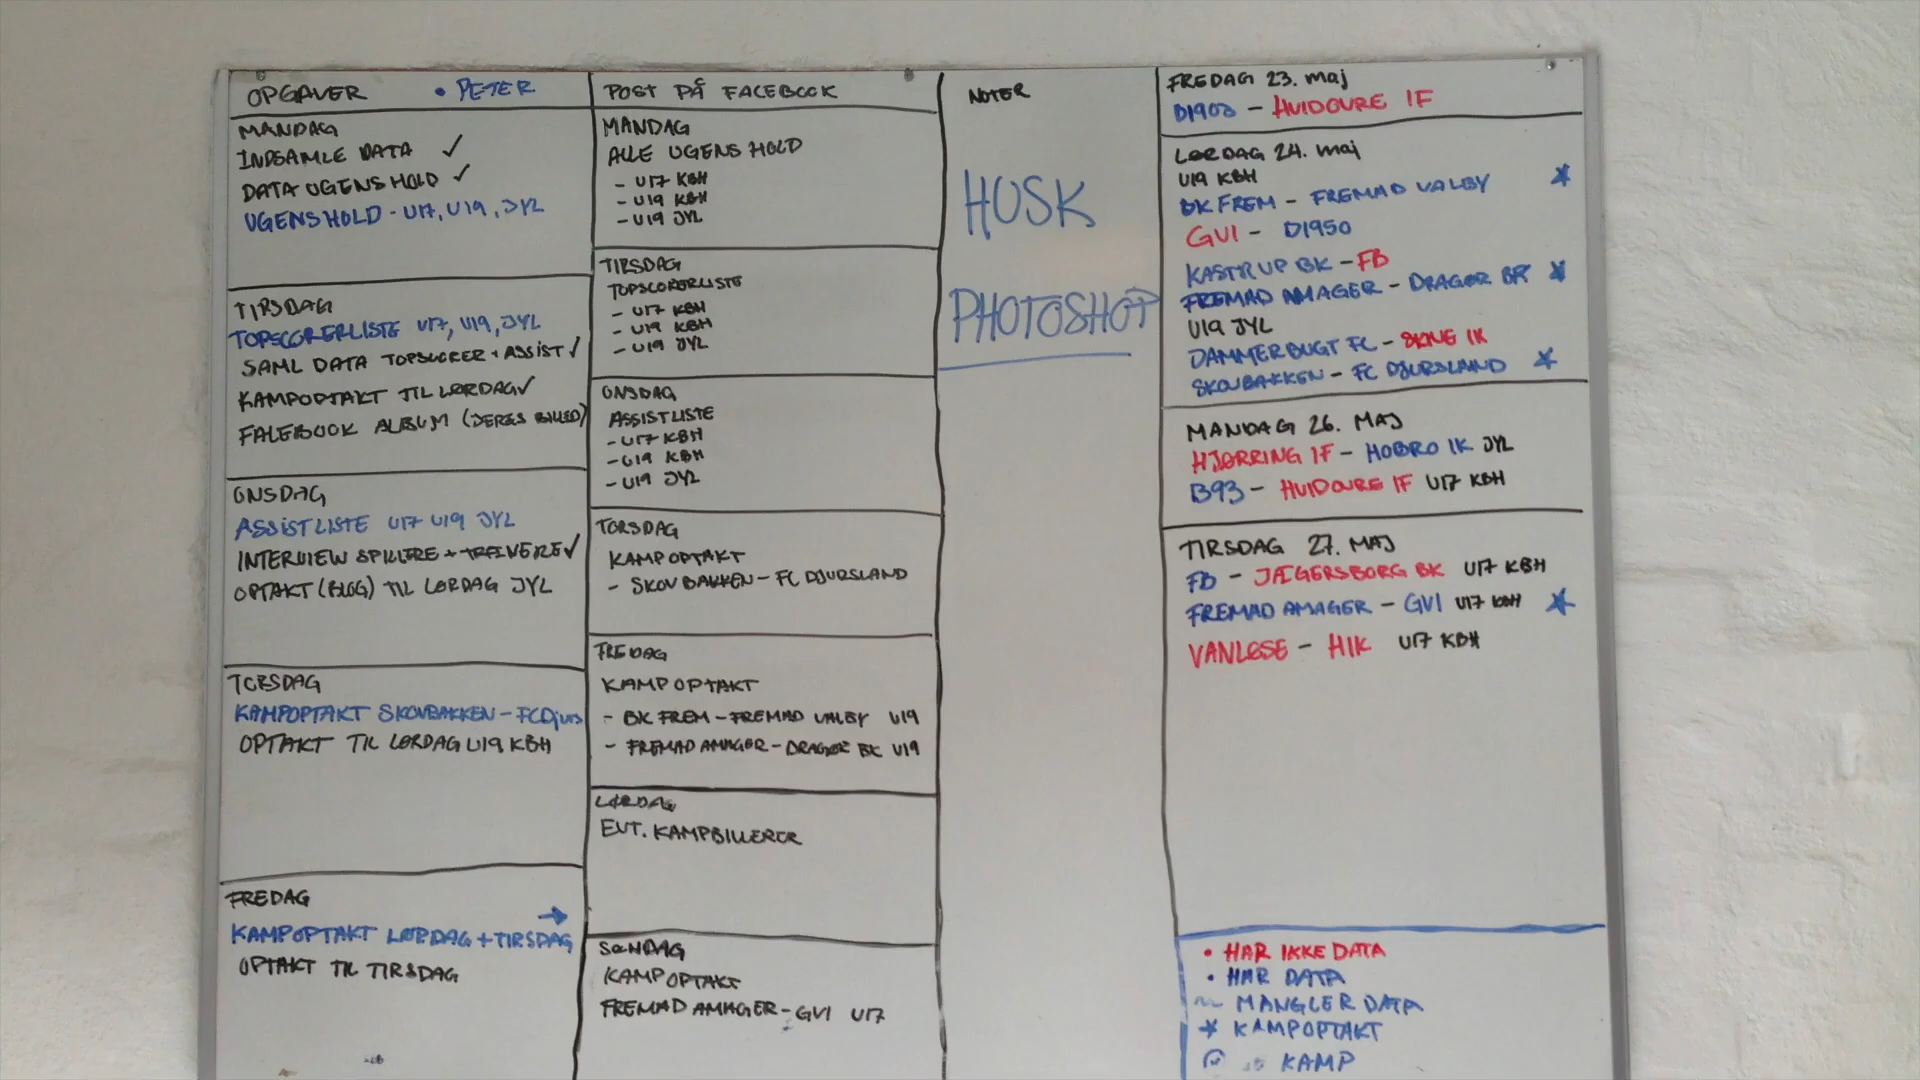 OPGAVER • PETER
MANDAG
INDSAMLE DATA ✓
DATA UGENS HOLD ✓
UGENS HOLD - U17, U19, JYL
TIRSDAG
TOPSCORERLISTE U17, U19, JYL
SAML DATA TOPSCORER + ASSIST ✓
KAMPOPTAKT TIL LØRDAG ✓
FACEBOOK ALBUM (DERES BILLED)
ONSDAG
ASSISTLISTE U17 U19 JYL
INTERVIEW SPILLERE + TRÆNERE ✓
OPTAKT (BLOG) TIL LØRDAG JYL
TORSDAG
KAMPOPTAKT SKOVBAKKEN - FC Djurs
OPTAKT TIL LØRDAG U19 KBH
FREDAG
→
KAMPOPTAKT LØRDAG + TIRSDAG
OPTAKT TIL TIRSDAG
POST PÅ FACEBOOK
MANDAG
ALLE UGENS HOLD
- U17 KBH
- U19 KBH
- U19 JYL
TIRSDAG
TOPSCORERLISTE
- U17 KBH
- U19 KBH
- U19 JYL
ONSDAG
ASSISTLISTE
- U17 KBH
- U19 KBH
- U19 JYL
TORSDAG
KAMPOPTAKT
- SKOVBAKKEN - FC DJURSLAND
FREDAG
KAMPOPTAKT
- BK FREM - FREMAD VALBY U19
- FREMAD AMAGER - DRAGØR BK U19
LØRDAG
EVT. KAMPBILLEDER
SØNDAG
KAMPOPTAKT
FREMAD AMAGER - GVI U17
NOTER
HUSK
PHOTOSHOP
FREDAG 23. maj
B1903 - HVIDOVRE IF
LØRDAG 24. maj
U19 KBH
BK FREM - FREMAD VALBY ★
GVI - B1950
KASTRUP BK - FB
FREMAD AMAGER - DRAGØR BK ★
U19 JYL
JAMMERBUGT FC - SKIVE IK
SKOVBAKKEN - FC DJURSLAND ★
MANDAG 26. MAJ
HJØRRING IF - HOBRO IK JYL
B93 - HVIDOVRE IF U17 KBH
TIRSDAG 27. MAJ
FB - JÆGERSBORG BK U17 KBH
FREMAD AMAGER - GVI U17 KBH ★
VANLØSE - HIK U17 KBH
• HAR IKKE DATA
• HAR DATA
~ MANGLER DATA
★ KAMPOPTAKT
KAMP